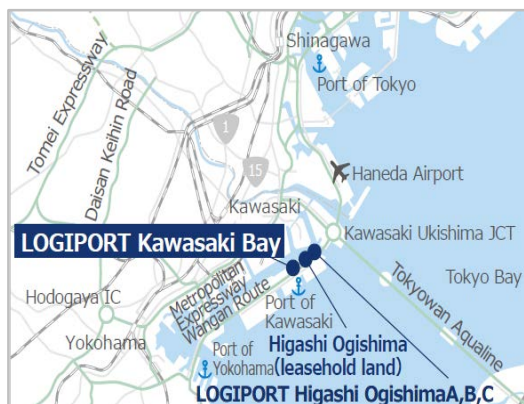 Shinagawa
Port of Tokyo
Tomei Expressway
Daisan Keihin Road
1
15
Haneda Airport
Kawasaki
LOGIPORT Kawasaki Bay
Kawasaki Ukishima JCT
Tokyo Bay
Tokyowan Aqualine
Hodogaya IC
Metropolitan
Expressway
Wangan Route
Port of
Kawasaki
Yokohama
Port of
Yokohama
Higashi Ogishima
(leasehold land)
LOGIPORT Higashi OgishimaA,B,C